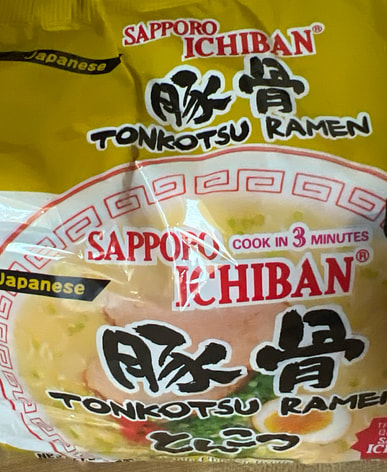 SAPPORO
ICHIBAN®
Japanese
豚骨
TONKOTSU RAMEN
SAPPORO
COOK IN 3 MINUTES
ICHIBAN®
Japanese
豚骨
TONKOTSU RAMEN
とんこつ